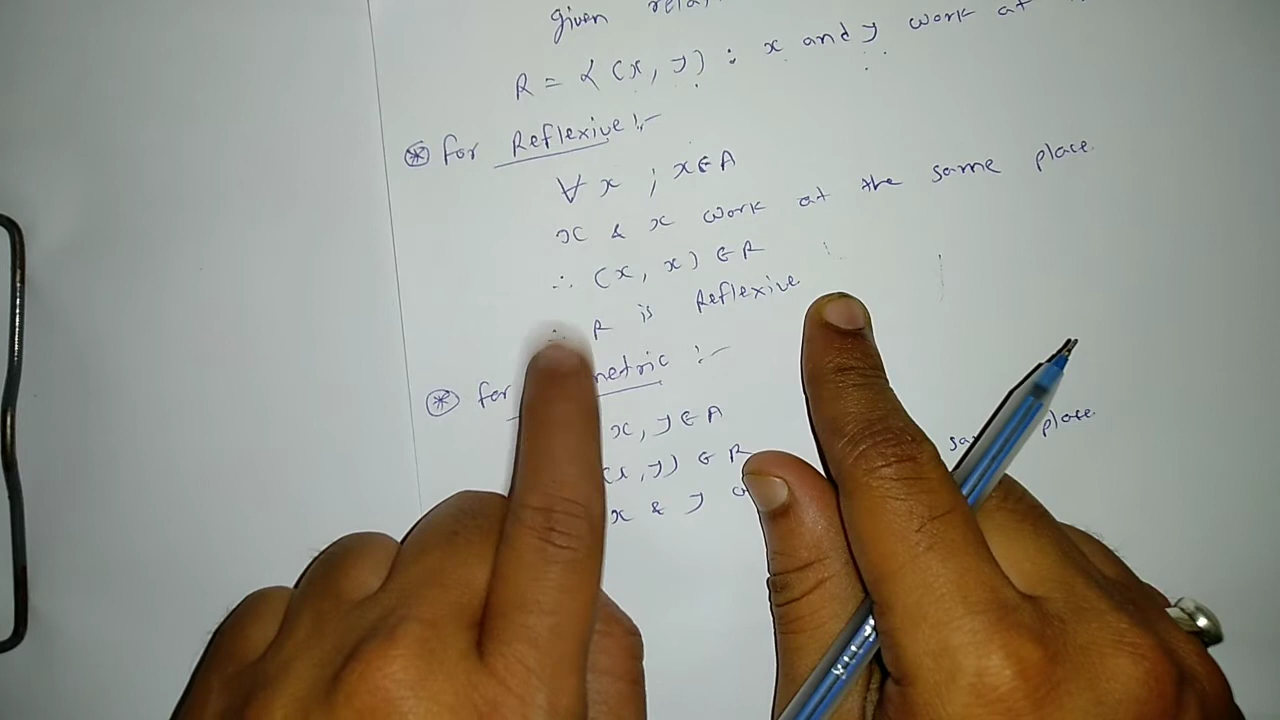 given
R = { (x, y) : x and y work at
⊛ for Reflexive :-
∀ x ; x ∈ A
x & x work at the same place.
∴ (x, x) ∈ R
∴ R is Reflexive
⊛ for metric :-
x, y ∈ A
(x, y) ∈ R
x & y place